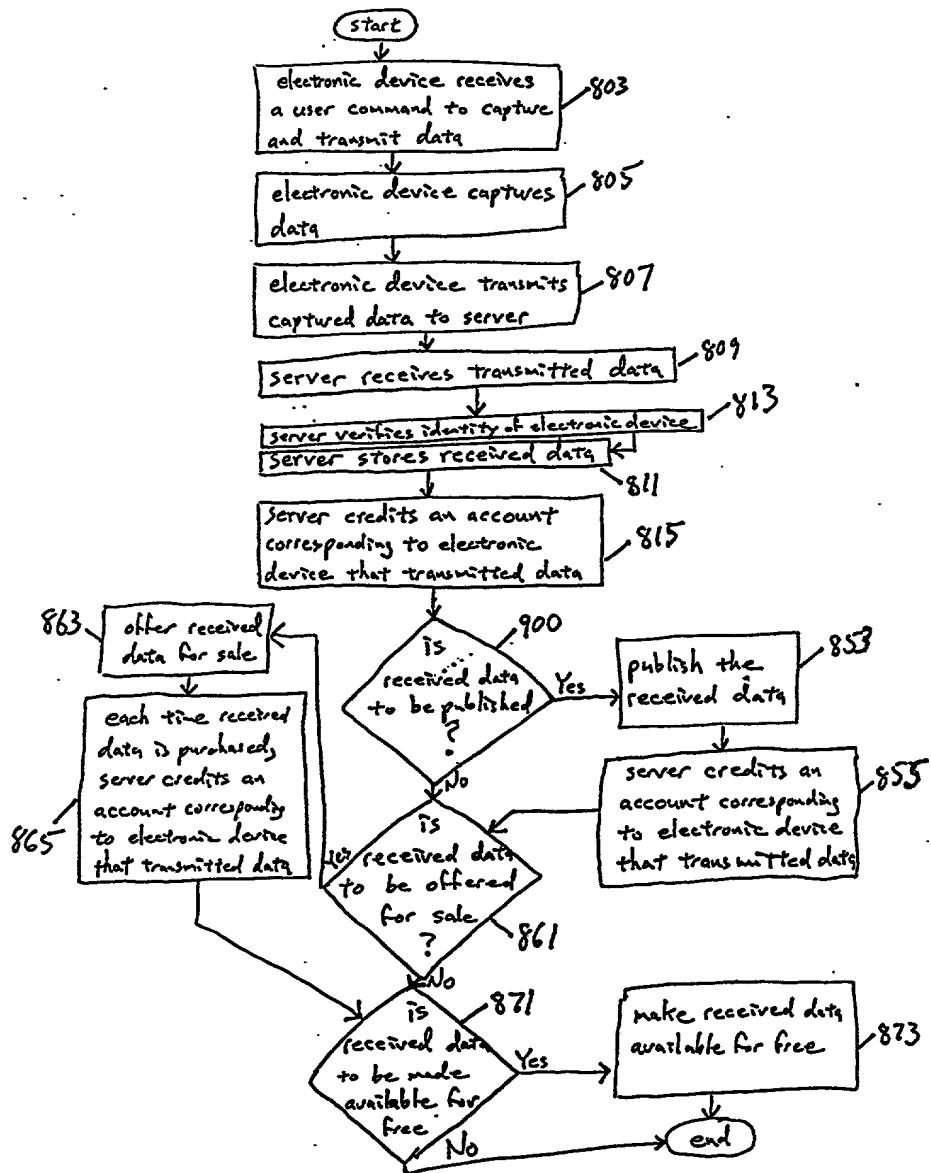 start
electronic device receives
a user command to capture
and transmit data
803
electronic device captures
data
805
electronic device transmits
captured data to server
807
server receives transmitted data
809
server verifies identity of electronic device
813
server stores received data
811
server credits an account
corresponding to electronic
device that transmitted data
815
is
received data
to be published
?
900
Yes
No
publish the
received data
853
server credits an
account corresponding
to electronic device
that transmitted data
855
is
received data
to be offered
for sale
?
861
Yes
No
863
offer received
data for sale
each time received
data is purchased,
server credits an
account corresponding
to electronic device
that transmitted data
865
is
received data
to be made
available for
free
871
Yes
No
make received data
available for free
873
end